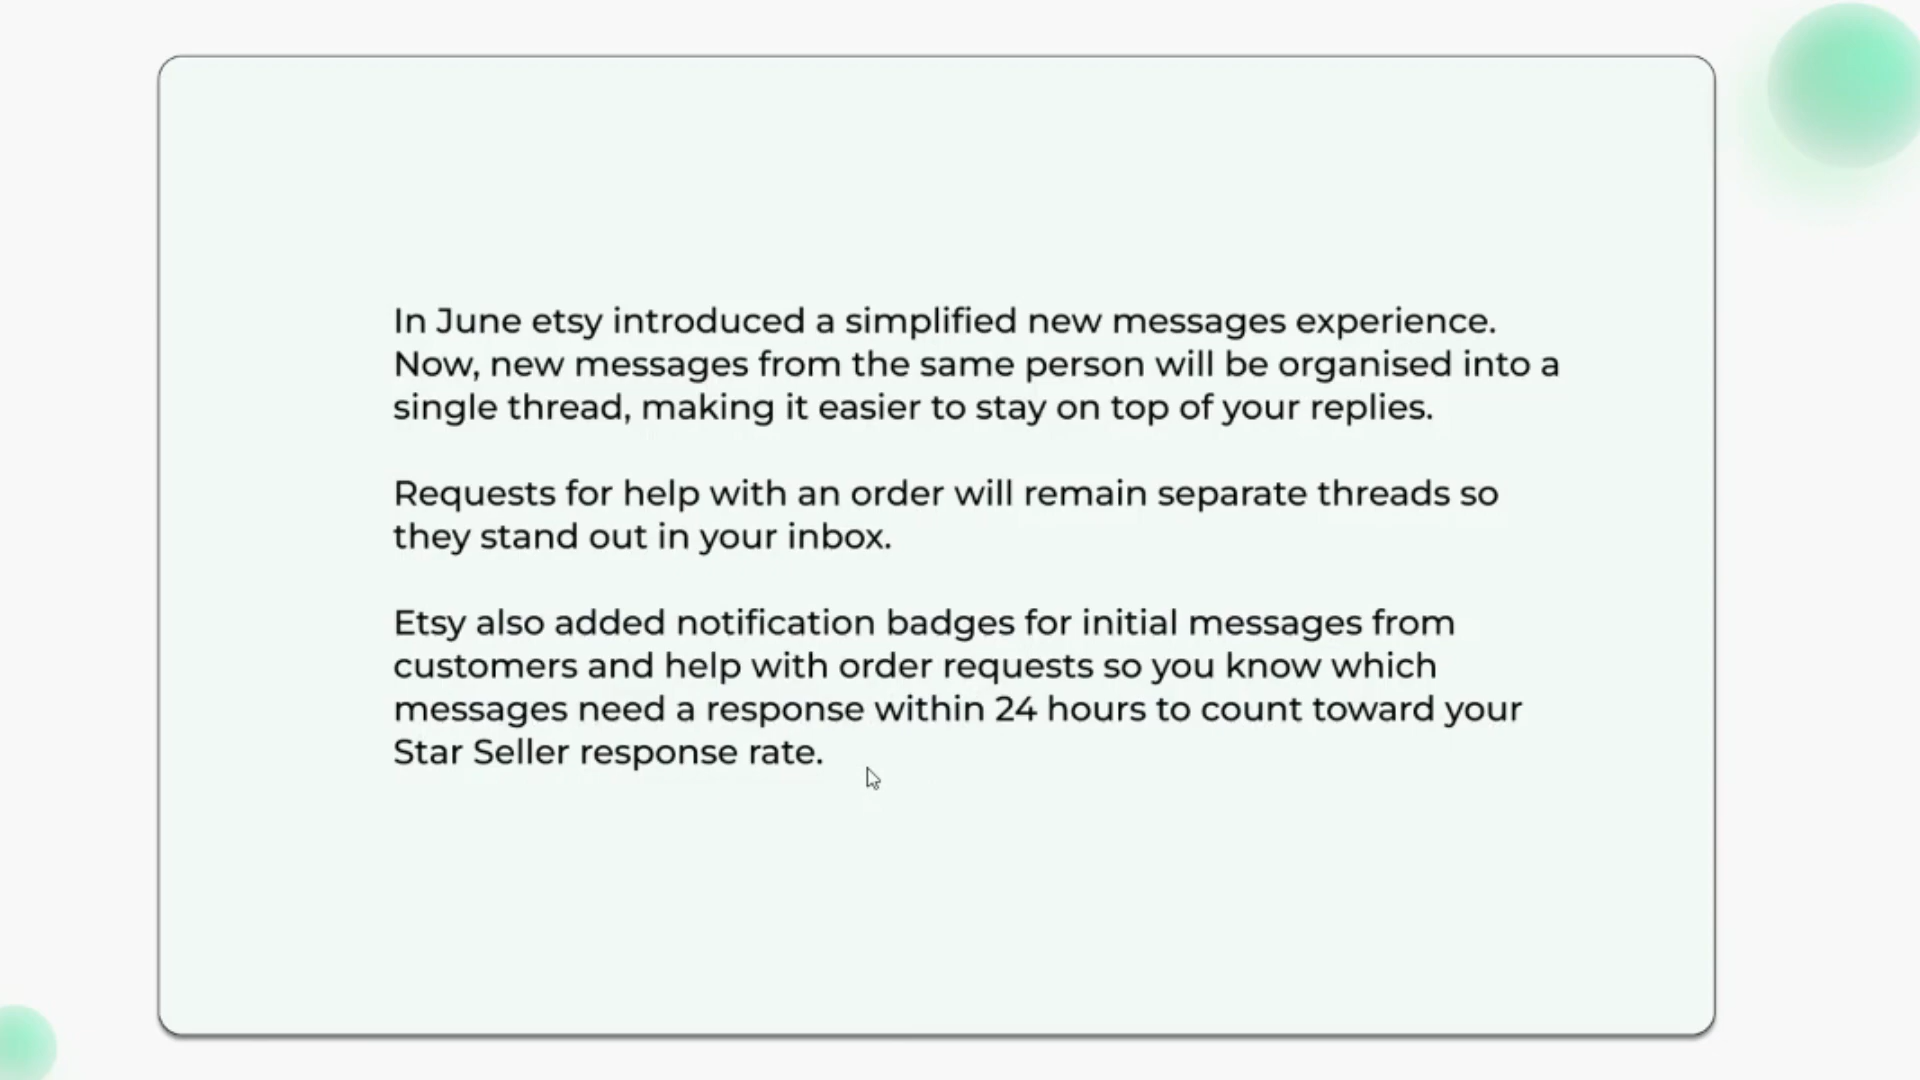 In June etsy introduced a simplified new messages experience.
Now, new messages from the same person will be organised into a
single thread, making it easier to stay on top of your replies.
Requests for help with an order will remain separate threads so
they stand out in your inbox.
Etsy also added notification badges for initial messages from
customers and help with order requests so you know which
messages need a response within 24 hours to count toward your
Star Seller response rate.